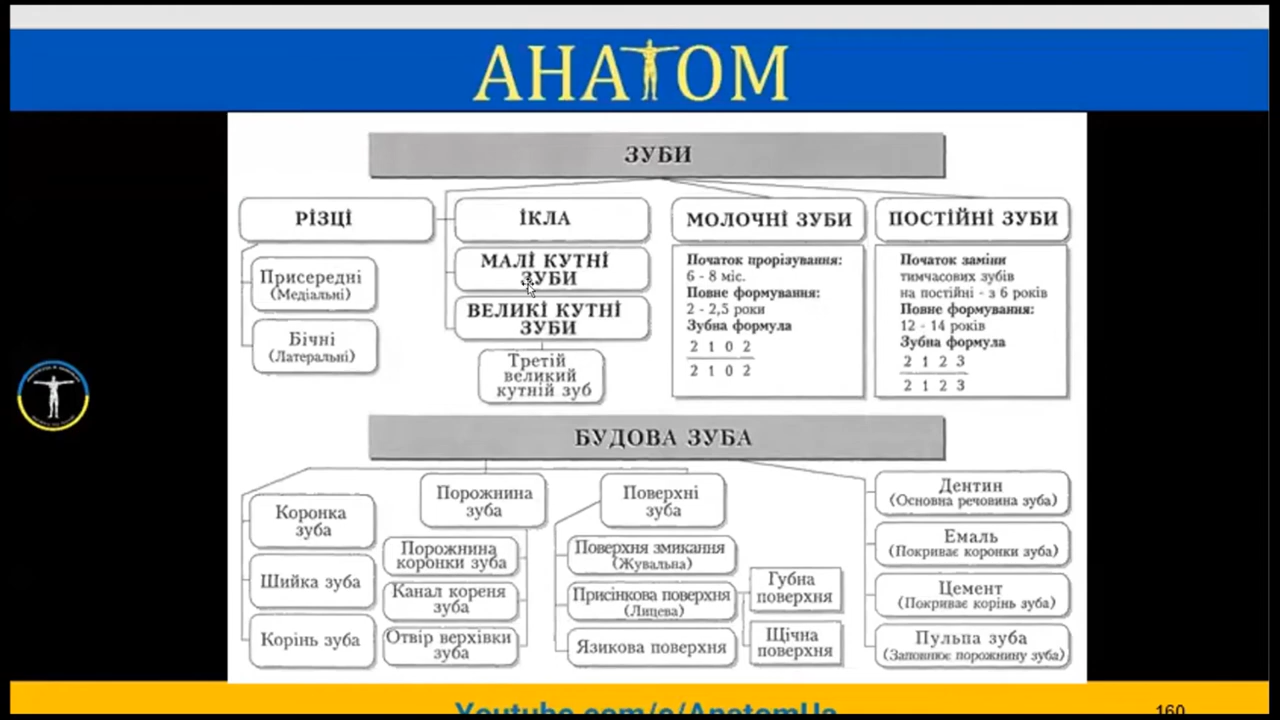 АНАТОМ
ЗУБИ
РІЗЦІ
Присередні
(Медіальні)
Бічні
(Латеральні)
ІКЛА
МАЛІ КУТНІ
ЗУБИ
ВЕЛИКІ КУТНІ
ЗУБИ
Третій
великий
кутній зуб
МОЛОЧНІ ЗУБИ
Початок прорізування:
6 - 8 міс.
Повне формування:
2 - 2,5 роки
Зубна формула
2 1 0 2
2 1 0 2
ПОСТІЙНІ ЗУБИ
Початок заміни
тимчасових зубів
на постійні - з 6 років
Повне формування:
12 - 14 років
Зубна формула
2 1 2 3
2 1 2 3
БУДОВА ЗУБА
Коронка
зуба
Шийка зуба
Корінь зуба
Порожнина
зуба
Порожнина
коронки зуба
Канал кореня
зуба
Отвір верхівки
зуба
Поверхні
зуба
Поверхня змикання
(Жувальна)
Присінкова поверхня
(Лицева)
Язикова поверхня
Губна
поверхня
Щічна
поверхня
Дентин
(Основна речовина зуба)
Емаль
(Покриває коронки зуба)
Цемент
(Покриває корінь зуба)
Пульпа зуба
(Заповнює порожнину зуба)
Youtube.com/c/AnatomUa
160